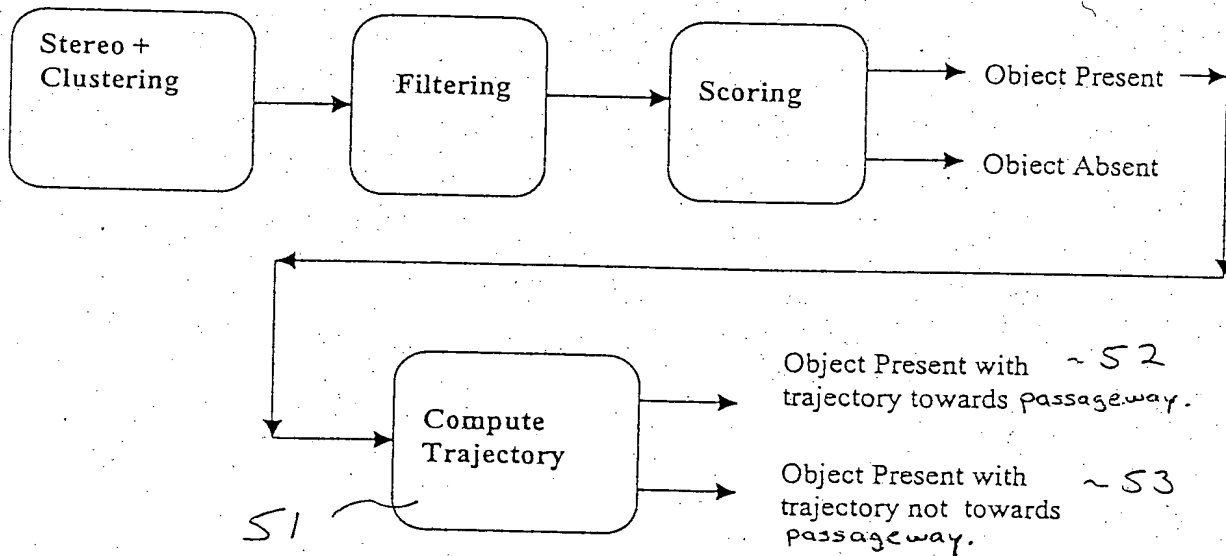 Stereo +
Clustering
Filtering
Scoring
Object Present
Object Absent
Compute
Trajectory
51
Object Present with ~52
trajectory towards passageway.
Object Present with ~53
trajectory not towards
passageway.